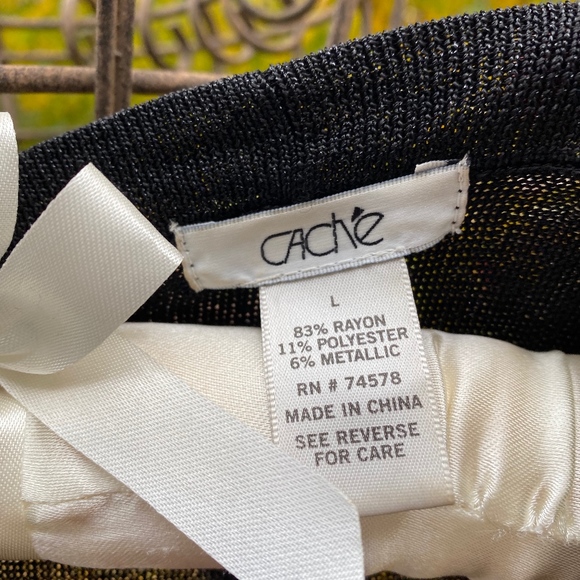 Caché
L
83% RAYON
11% POLYESTER
6% METALLIC
RN # 74578
MADE IN CHINA
SEE REVERSE
FOR CARE